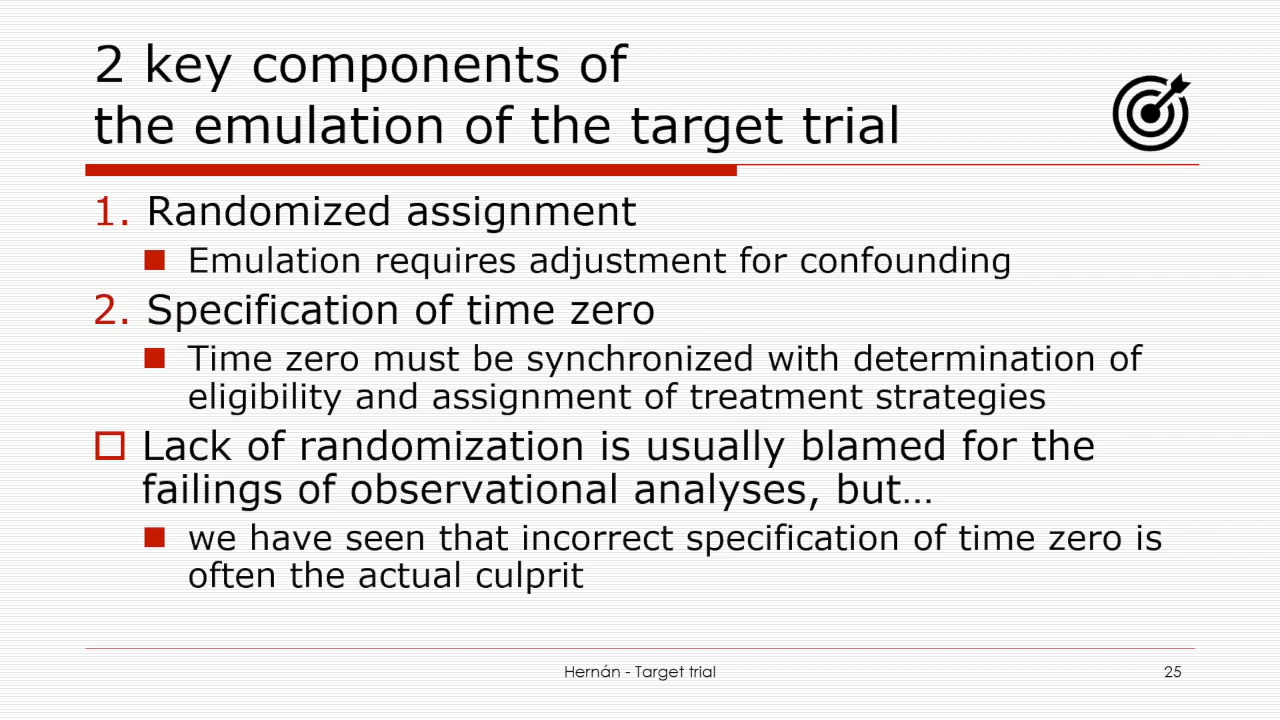 2 key components of
the emulation of the target trial
1. Randomized assignment
Emulation requires adjustment for confounding
2. Specification of time zero
Time zero must be synchronized with determination of
eligibility and assignment of treatment strategies
Lack of randomization is usually blamed for the
failings of observational analyses, but…
we have seen that incorrect specification of time zero is
often the actual culprit
Hernán - Target trial
25